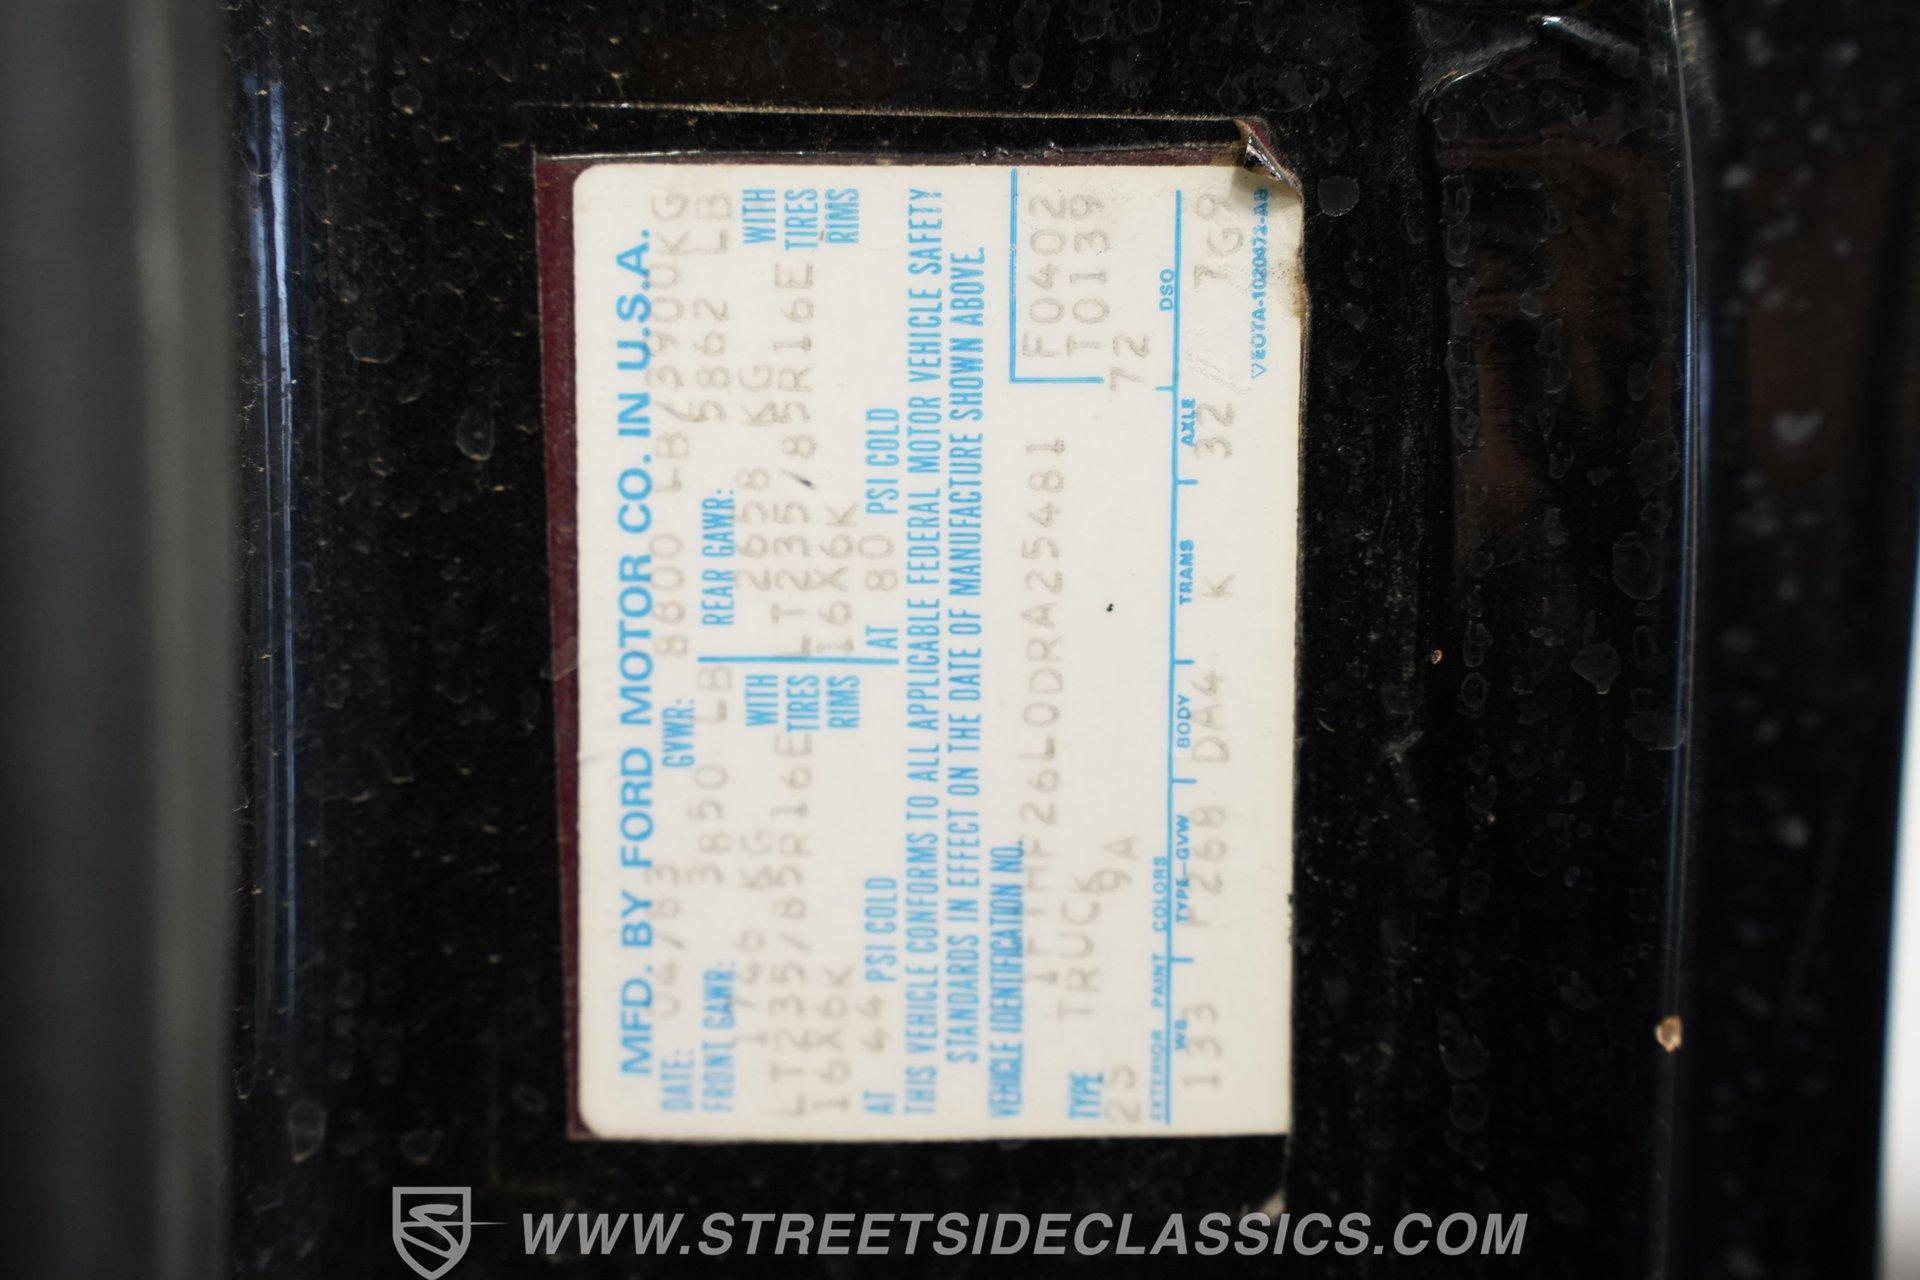 MFD. BY FORD MOTOR CO. IN U.S.A.
DATE: 04/83 GVWR: 8600 LB/3900KG
FRONT GAWR: 3850 LB REAR GAWR: 5862 LB
1746 KG WITH 2658 KG WITH
LT235/85R16E TIRES LT235/85R16E TIRES
16X6K RIMS 16X6K RIMS
AT 44 PSI COLD AT 80 PSI COLD
THIS VEHICLE CONFORMS TO ALL APPLICABLE FEDERAL MOTOR VEHICLE SAFETY
STANDARDS IN EFFECT ON THE DATE OF MANUFACTURE SHOWN ABOVE.
VEHICLE IDENTIFICATION NO.
1FTHF26L0DRA25481 F0402
TYPE TRUCK T0139
2S 9A 72
EXTERIOR PAINT COLORS DSO
WB TYPE-GVW BODY TRANS AXLE
133 F268 DA4 K 32 7G9
WWW.STREETSIDECLASSICS.COM